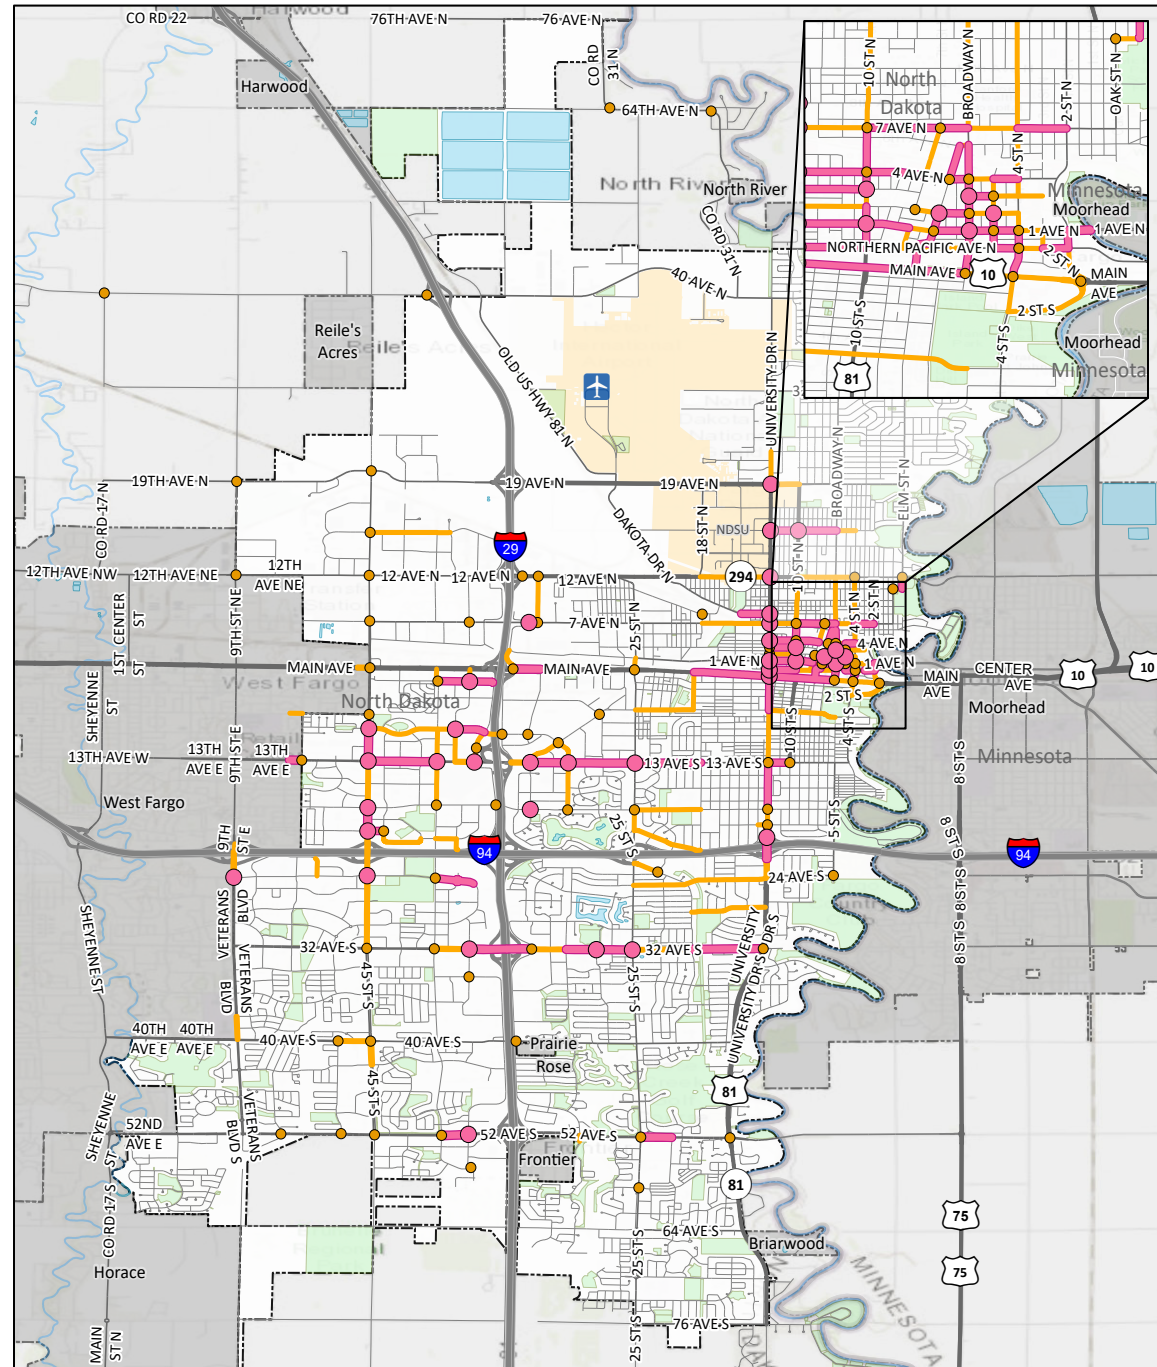 CO RD 22
Harwood
76TH AVE N
76 AVE N
Harwood
CO RD
31 N
64TH AVE N
North River
North River
CO RD 31 N
40 AVE N
Reile's
Acres
Reile's Acres
OLD US HWY 81 N
UNIVERSITY DR N
10 ST N
North
Dakota
BROADWAY N
2 ST N
OAK ST N
7 AVE N
4 ST N
4 AVE N
Minnesota
Moorhead
1 AVE N
1 AVE N
NORTHERN PACIFIC AVE N
2 ST N
MAIN AVE
10
MAIN
AVE
2 ST S
10 ST S
4 ST S
Moorhead
Minnesota
81
19TH AVE N
19 AVE N
19 AVE N
BROADWAY N
ELM ST N
CO RD 17 N
DAKOTA DR N
18 ST N
NDSU
10 ST N
29
12TH AVE NW
12TH AVE NE
12TH
AVE NE
12 AVE N
12 AVE N
12 AVE N
294
1ST CENTER
ST
ST
9TH ST NE
7 AVE N
25 ST N
4 ST N
2 ST N
4 AVE N
MAIN AVE
MAIN AVE
1 AVE N
1 AVE N
MAIN
AVE
CENTER
AVE
10
10
West Fargo
North Dakota
2 ST S
Moorhead
SHEYENNE
ST
13TH AVE W
13TH
AVE E
13TH
AVE E
9TH ST E
13 AVE S
13 AVE S
10 ST S
4 ST S
8 ST S
Minnesota
West Fargo
9TH
ST E
94
25 ST S
5 ST S
8 ST S
94
24 AVE S
VETERANS
BLVD
SHEYENNE ST
VETERANS
BLVD
32 AVE S
32 AVE S
UNIVERSITY
DR S
8 ST S
8 ST S
45 ST S
25 ST S
UNIVERSITY DR S
40TH
AVE E
40TH
AVE E
40 AVE S
40 AVE S
Prairie
Rose
45 ST S
81
SHEYENNE
ST
52ND
AVE E
VETERANS
BLVD S
52 AVE S
52 AVE S
Frontier
81
CO RD 17 S
64 AVE S
25 ST S
75
Briarwood
75
Horace
MINNESOTA
MAIN
ST N
76 AVE S
25 ST S